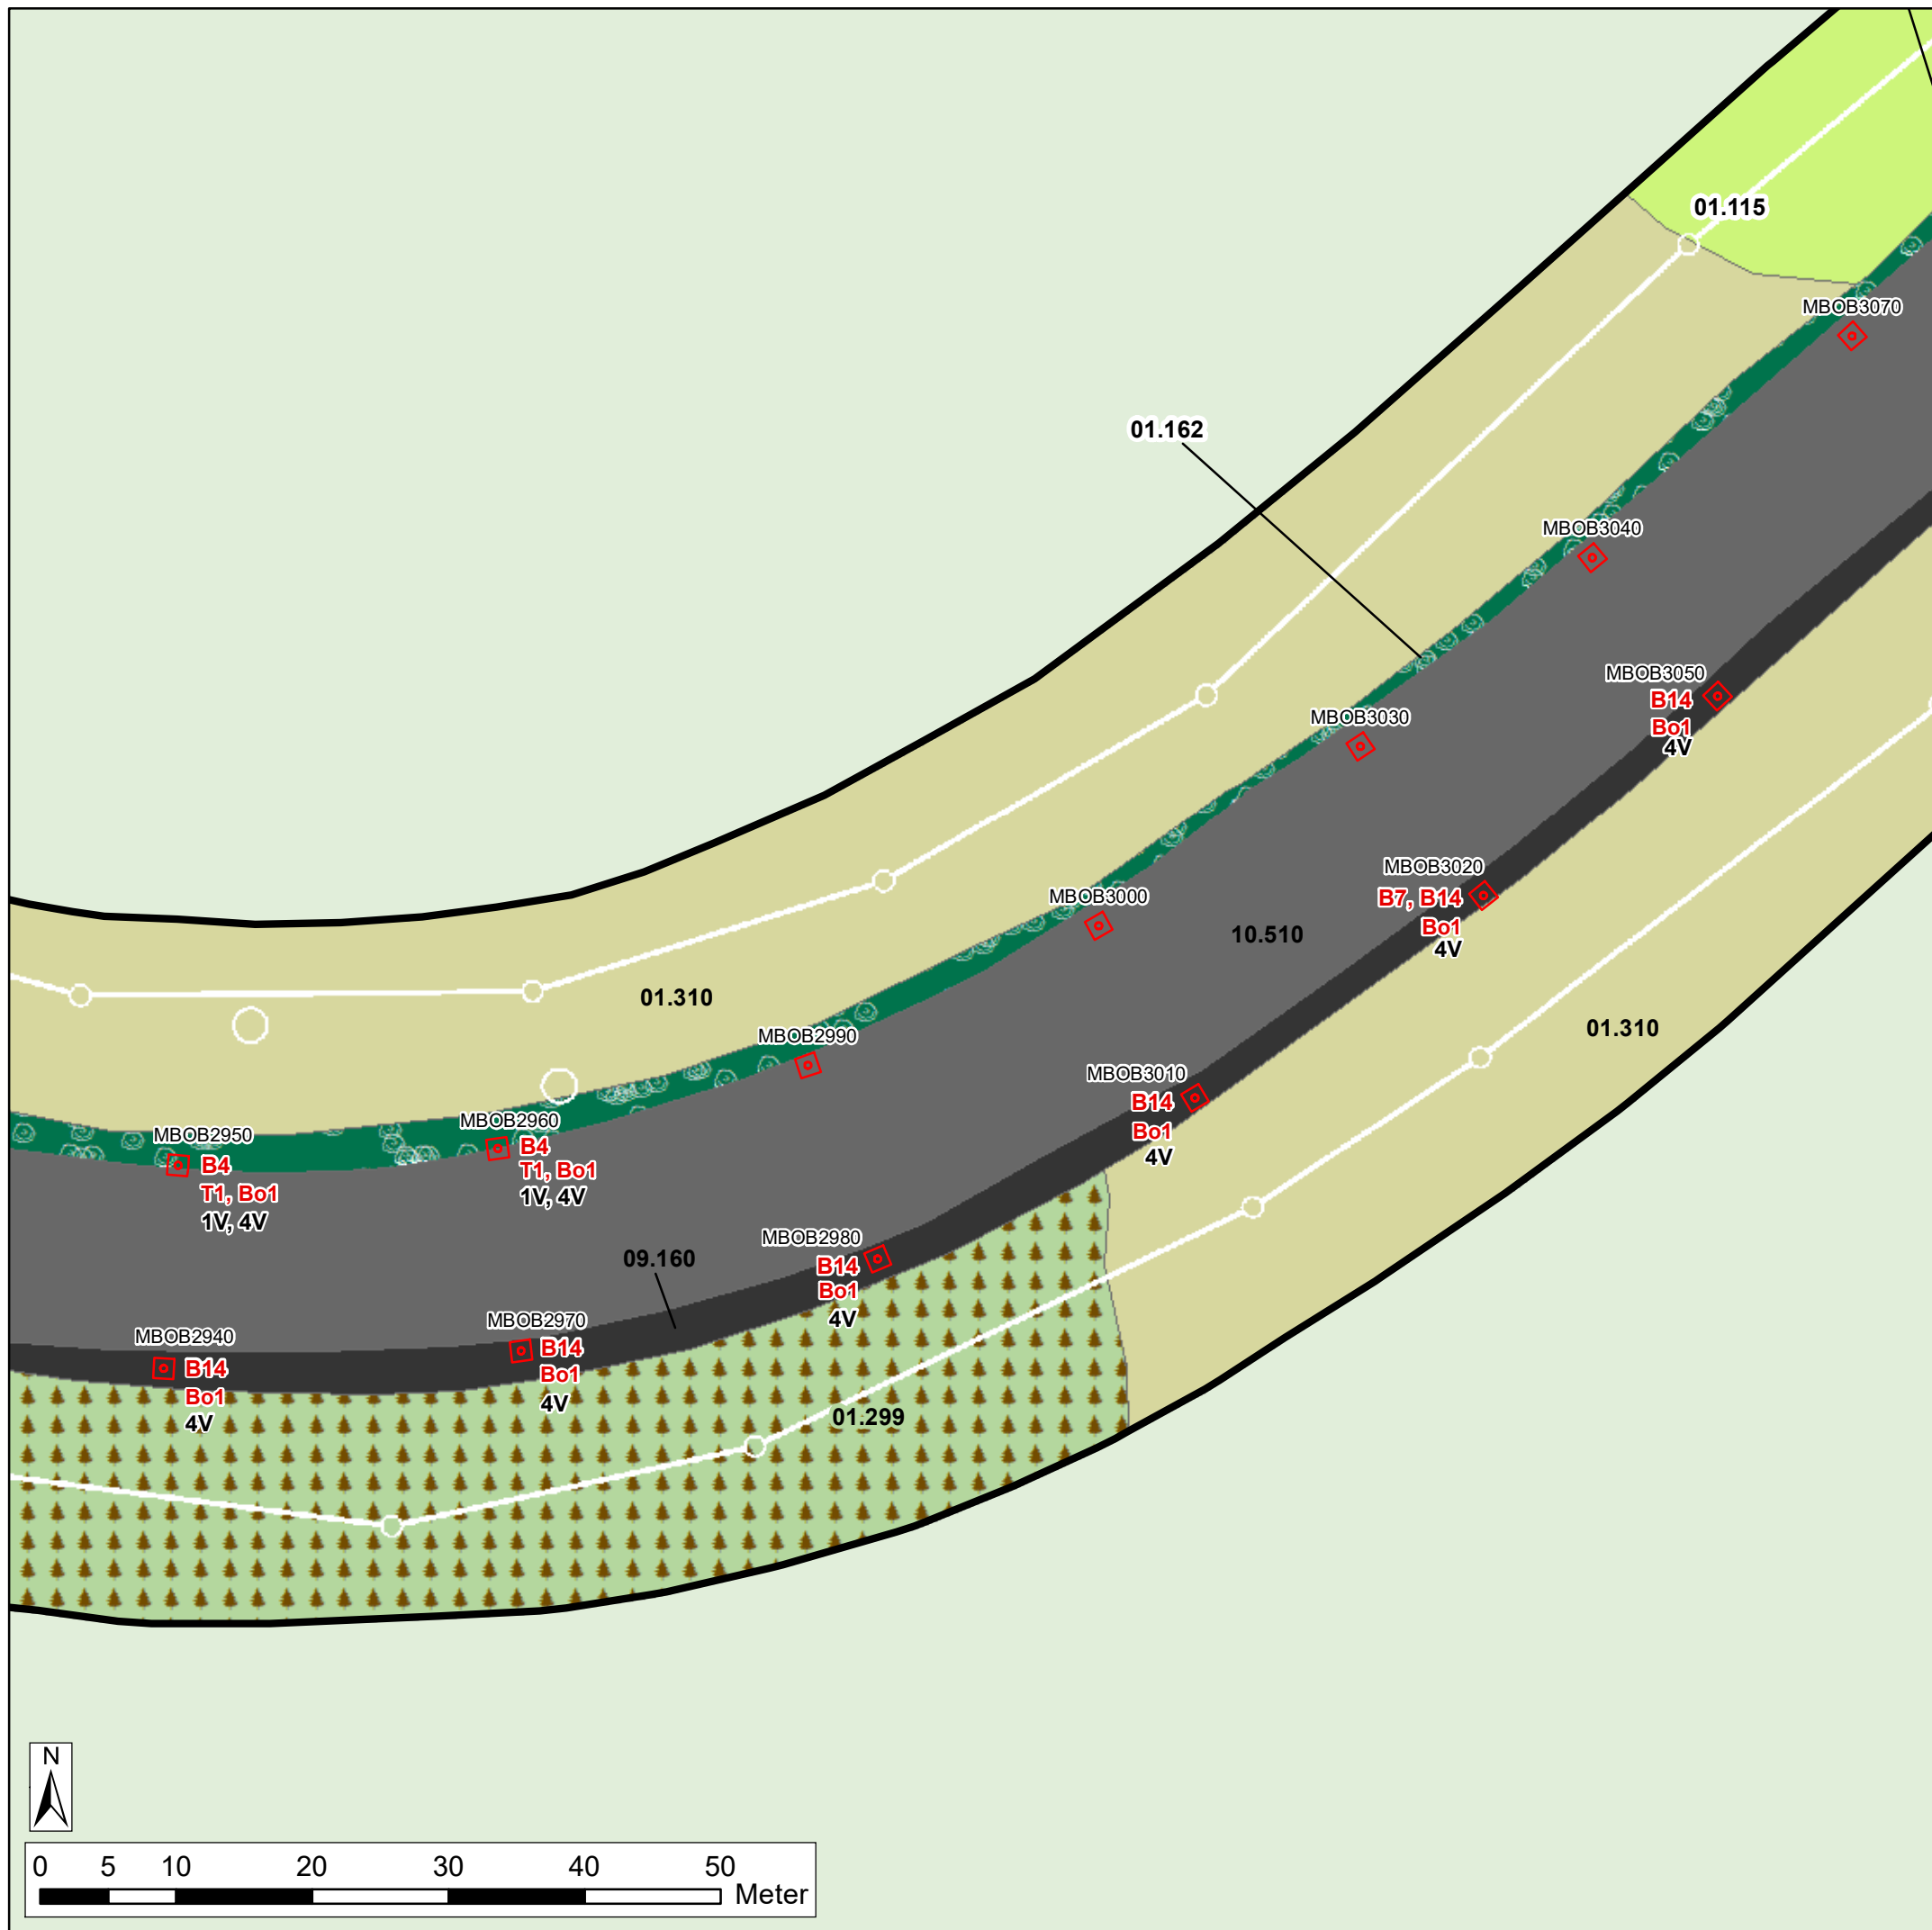 01.115
MBOB3070
01.162
MBOB3040
MBOB3050
B14
Bo1
4V
MBOB3030
MBOB3020
B7, B14
Bo1
4V
MBOB3000
10.510
01.310
01.310
MBOB2990
MBOB3010
B14
Bo1
4V
MBOB2950
B4
T1, Bo1
1V, 4V
MBOB2960
B4
T1, Bo1
1V, 4V
09.160
MBOB2980
B14
Bo1
4V
MBOB2940
B14
Bo1
4V
MBOB2970
B14
Bo1
4V
01.299
N
0 5 10 20 30 40 50
Meter